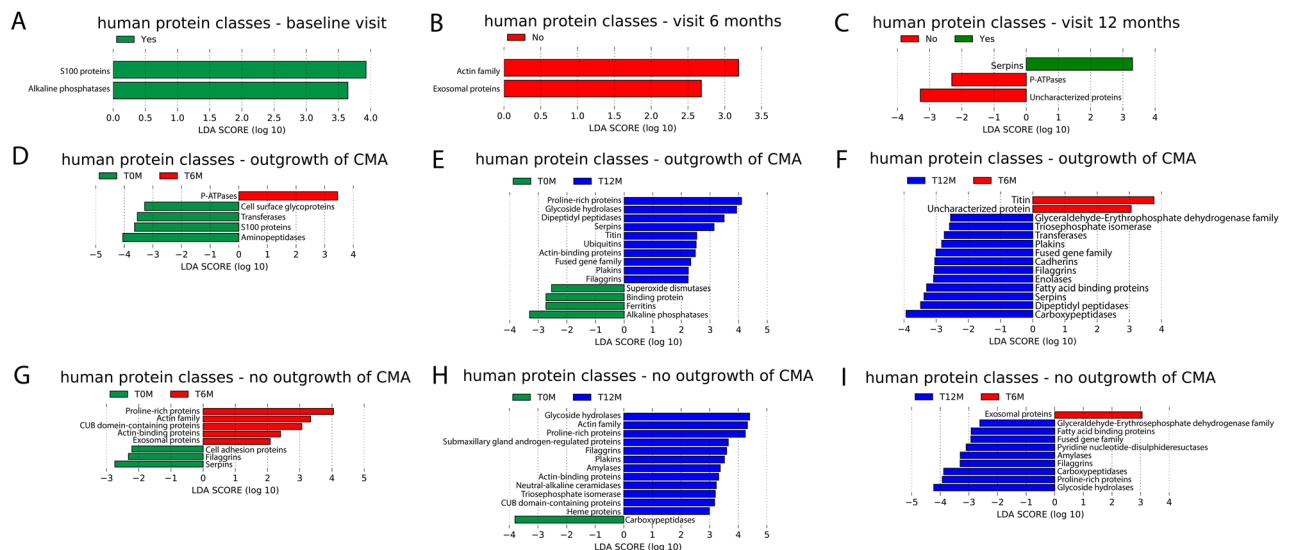 A
human protein classes - baseline visit
Yes
S100 proteins
Alkaline phosphatases
0.0 0.5 1.0 1.5 2.0 2.5 3.0 3.5 4.0
LDA SCORE (log 10)
B
human protein classes - visit 6 months
No
Actin family
Exosomal proteins
0.0 0.5 1.0 1.5 2.0 2.5 3.0 3.5
LDA SCORE (log 10)
C
human protein classes - visit 12 months
No Yes
Serpins
P-ATPases
Uncharacterized proteins
−4 −3 −2 −1 0 1 2 3 4
LDA SCORE (log 10)
D
human protein classes - outgrowth of CMA
T0M T6M
P-ATPases
Cell surface glycoproteins
Transferases
S100 proteins
Aminopeptidases
−5 −4 −3 −2 −1 0 1 2 3 4
LDA SCORE (log 10)
E
human protein classes - outgrowth of CMA
T0M T12M
Proline-rich proteins
Glycoside hydrolases
Dipeptidyl peptidases
Serpins
Titin
Ubiquitins
Actin-binding proteins
Fused gene family
Plakins
Filaggrins
Superoxide dismutases
Binding protein
Ferritins
Alkaline phosphatases
−4 −3 −2 −1 0 1 2 3 4 5
LDA SCORE (log 10)
F
human protein classes - outgrowth of CMA
T12M T6M
Titin
Uncharacterized protein
Glyceraldehyde-Erythrophosphate dehydrogenase family
Triosephosphate isomerase
Transferases
Plakins
Fused gene family
Cadherins
Filaggrins
Enolases
Fatty acid binding proteins
Serpins
Dipeptidyl peptidases
Carboxypeptidases
−4 −3 −2 −1 0 1 2 3 4
LDA SCORE (log 10)
G
human protein classes - no outgrowth of CMA
T0M T6M
Proline-rich proteins
Actin family
CUB domain-containing proteins
Actin-binding proteins
Exosomal proteins
Cell adhesion proteins
Filaggrins
Serpins
−3 −2 −1 0 1 2 3 4 5
LDA SCORE (log 10)
H
human protein classes - no outgrowth of CMA
T0M T12M
Glycoside hydrolases
Actin family
Proline-rich proteins
Submaxillary gland androgen-regulated proteins
Filaggrins
Plakins
Amylases
Actin-binding proteins
Neutral-alkaline ceramidases
Triosephosphate isomerase
CUB domain-containing proteins
Heme proteins
Carboxypeptidases
−4 −3 −2 −1 0 1 2 3 4 5
LDA SCORE (log 10)
I
human protein classes - no outgrowth of CMA
T12M T6M
Exosomal proteins
Glyceraldehyde-Erythrosephosphate dehydrogenase family
Fatty acid binding proteins
Fused gene family
Pyridine nucleotide-disulphideresuctases
Amylases
Filaggrins
Carboxypeptidases
Proline-rich proteins
Glycoside hydrolases
−5 −4 −3 −2 −1 0 1 2 3 4
LDA SCORE (log 10)